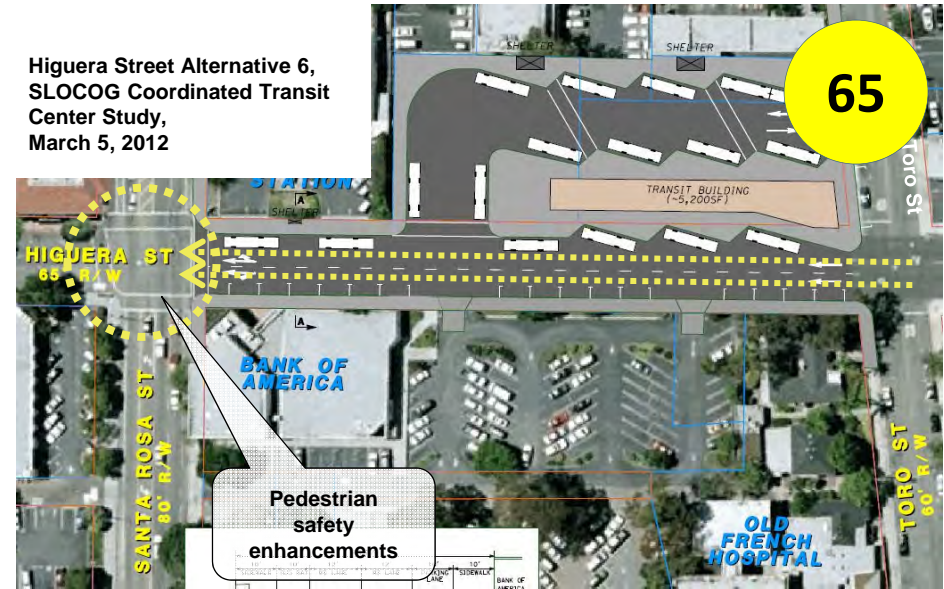 Higuera Street Alternative 6,
SLOCOG Coordinated Transit
Center Study,
March 5, 2012
65
SHELTER
SHELTER
Toro St
STATION
A
SHELTER
TRANSIT BUILDING
(~5,200SF)
HIGUERA ST
65' R/W
A
BANK OF
AMERICA
SANTA ROSA ST
80' R/W
TORO ST
60' R/W
Pedestrian
safety
enhancements
OLD
FRENCH
HOSPITAL
10'
SIDEWALK
LANE
BANK OF
AMERICA